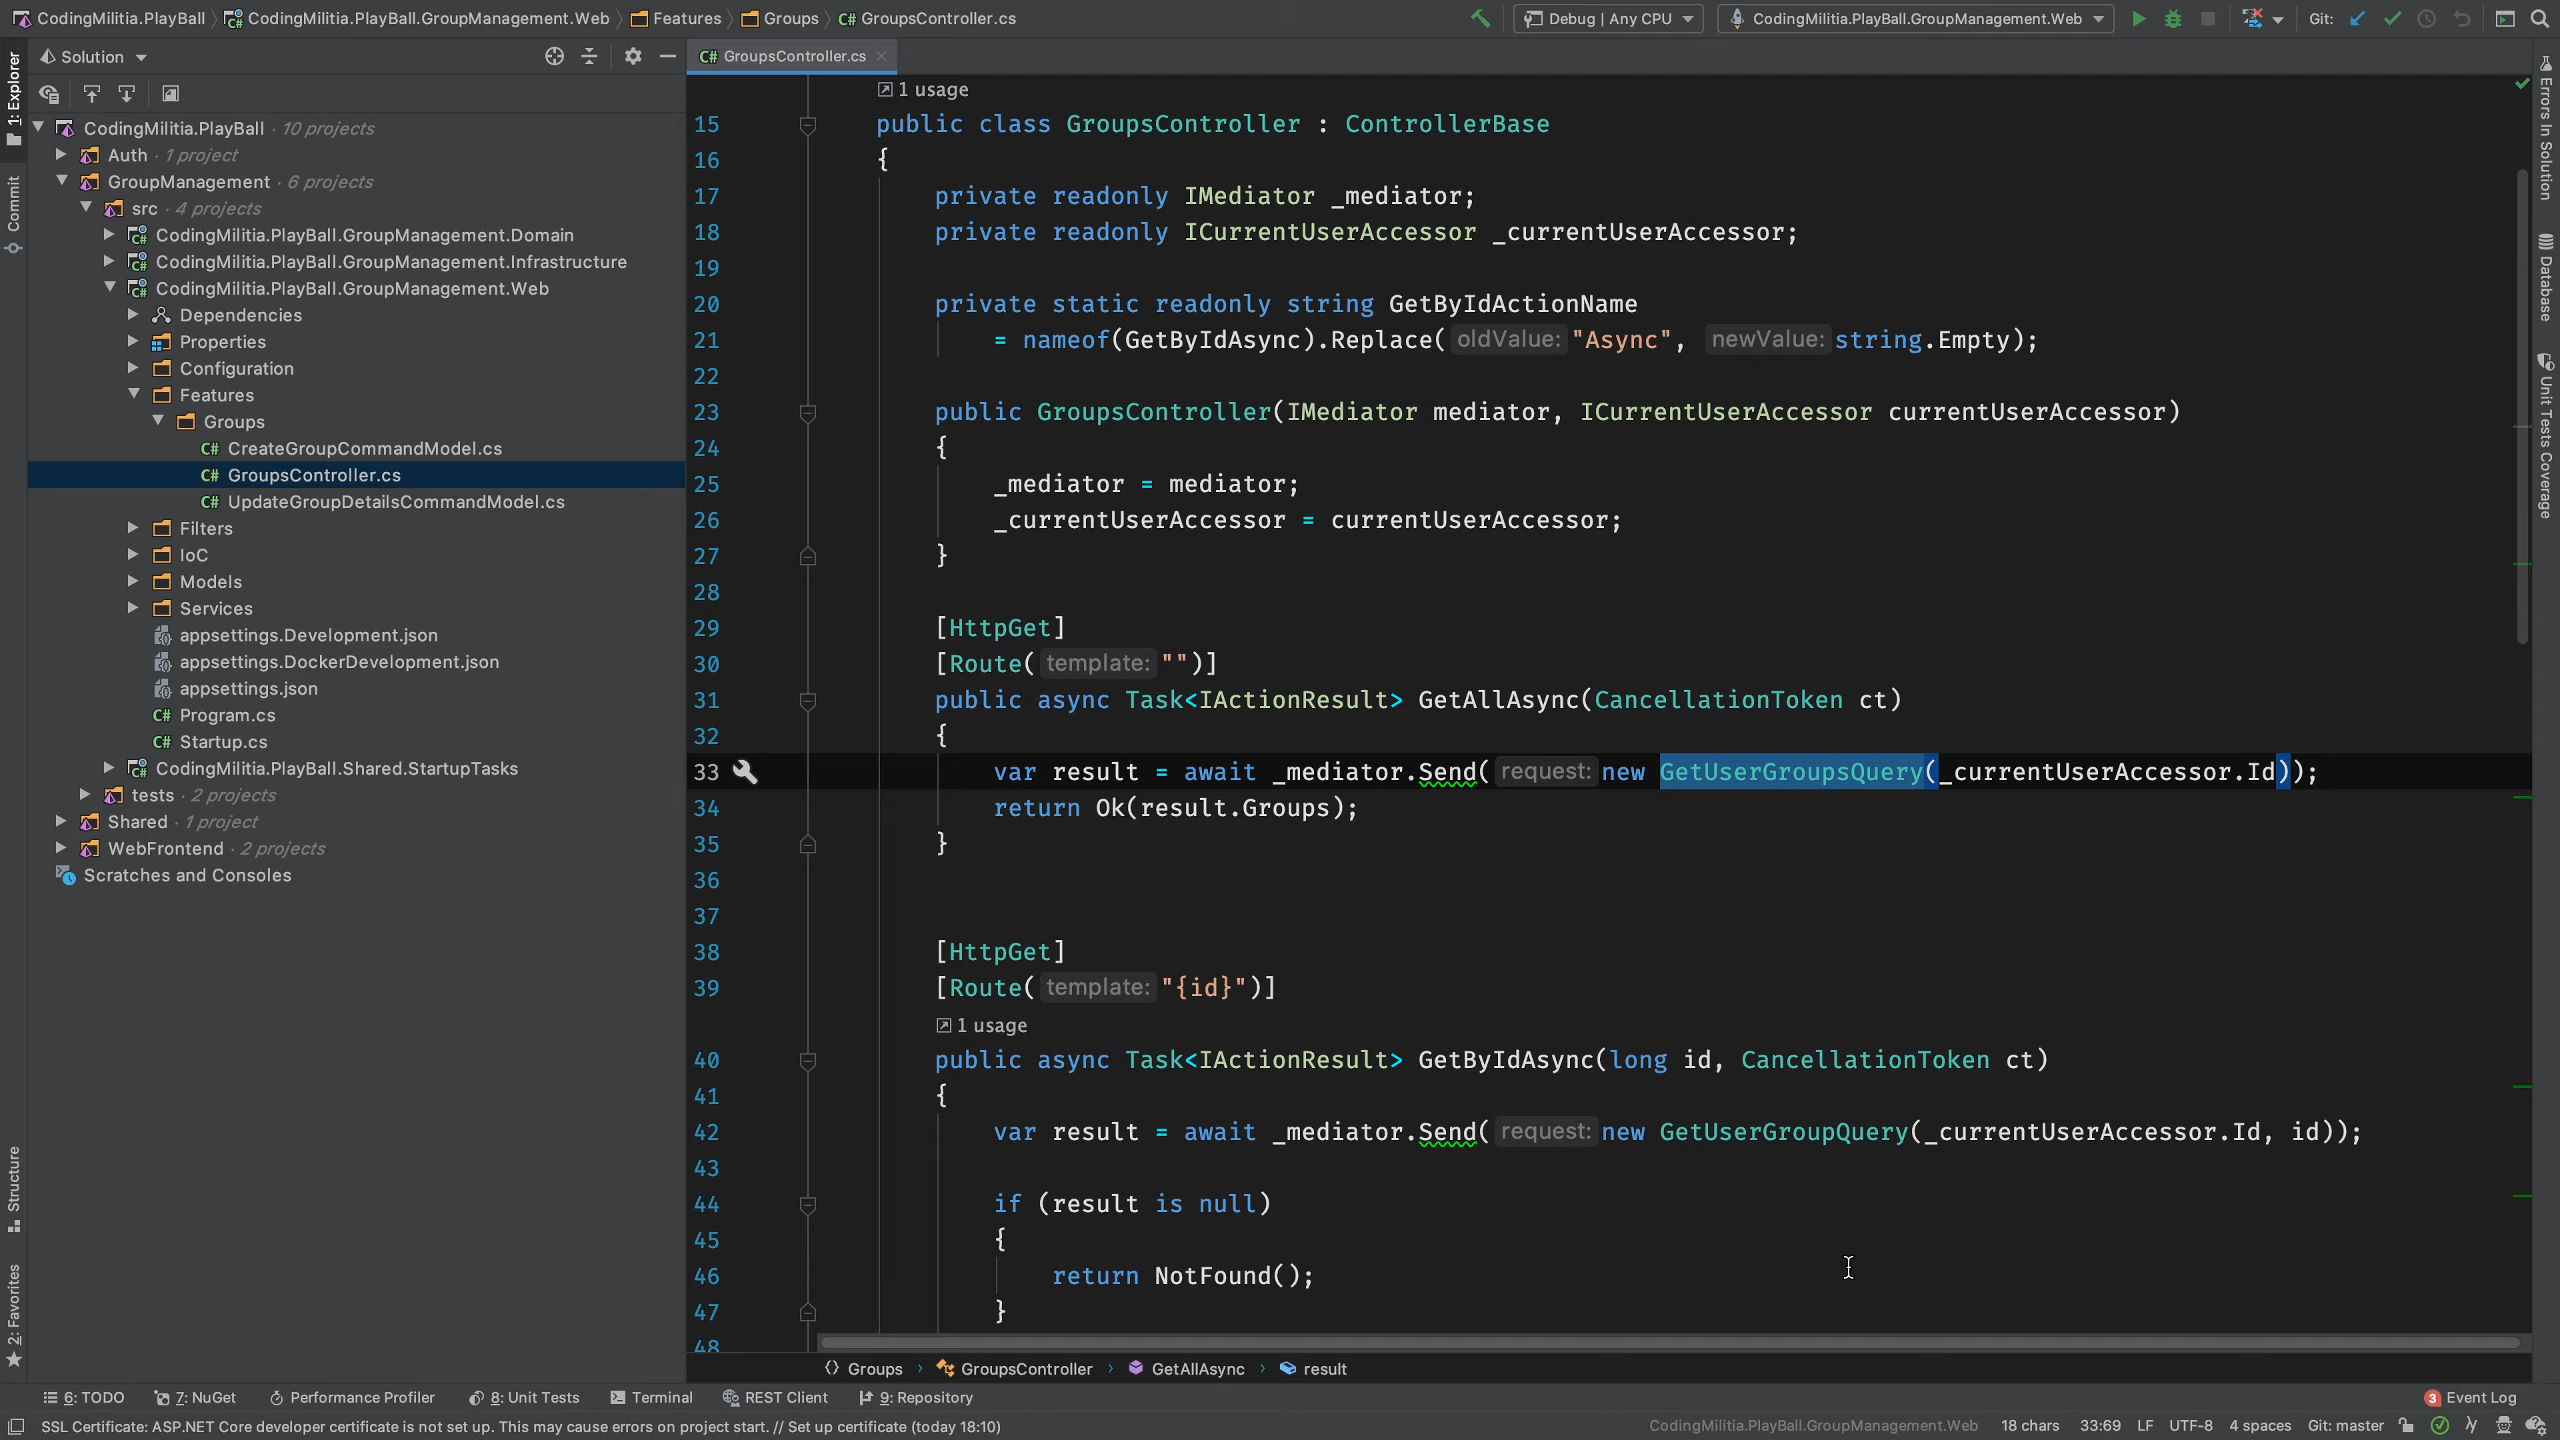 CodingMilitia.PlayBall
CodingMilitia.PlayBall.GroupManagement.Web
Features
Groups
C# GroupsController.cs
Debug | Any CPU
CodingMilitia.PlayBall.GroupManagement.Web
Git:
1: Explorer
Commit
Structure
2: Favorites
Solution
CodingMilitia.PlayBall · 10 projects
Auth · 1 project
GroupManagement · 6 projects
src · 4 projects
CodingMilitia.PlayBall.GroupManagement.Domain
CodingMilitia.PlayBall.GroupManagement.Infrastructure
CodingMilitia.PlayBall.GroupManagement.Web
Dependencies
Properties
Configuration
Features
Groups
C# CreateGroupCommandModel.cs
C# GroupsController.cs
C# UpdateGroupDetailsCommandModel.cs
Filters
IoC
Models
Services
appsettings.Development.json
appsettings.DockerDevelopment.json
appsettings.json
C# Program.cs
C# Startup.cs
CodingMilitia.PlayBall.Shared.StartupTasks
tests · 2 projects
Shared · 1 project
WebFrontend · 2 projects
Scratches and Consoles
C# GroupsController.cs
1 usage
15 public class GroupsController : ControllerBase
16 {
17 private readonly IMediator _mediator;
18 private readonly ICurrentUserAccessor _currentUserAccessor;
19
20 private static readonly string GetByIdActionName
21 = nameof(GetByIdAsync).Replace( oldValue: "Async", newValue: string.Empty);
22
23 public GroupsController(IMediator mediator, ICurrentUserAccessor currentUserAccessor)
24 {
25 _mediator = mediator;
26 _currentUserAccessor = currentUserAccessor;
27 }
28
29 [HttpGet]
30 [Route( template: "")]
31 public async Task<IActionResult> GetAllAsync(CancellationToken ct)
32 {
33 var result = await _mediator.Send( request: new GetUserGroupsQuery(_currentUserAccessor.Id));
34 return Ok(result.Groups);
35 }
36
37
38 [HttpGet]
39 [Route( template: "{id}")]
1 usage
40 public async Task<IActionResult> GetByIdAsync(long id, CancellationToken ct)
41 {
42 var result = await _mediator.Send( request: new GetUserGroupQuery(_currentUserAccessor.Id, id));
43
44 if (result is null)
45 {
46 return NotFound();
47 }
48
Groups
GroupsController
GetAllAsync
result
Errors In Solution
Database
Unit Tests Coverage
6: TODO
7: NuGet
Performance Profiler
8: Unit Tests
Terminal
REST Client
9: Repository
3 Event Log
SSL Certificate: ASP.NET Core developer certificate is not set up. This may cause errors on project start. // Set up certificate (today 18:10)
CodingMilitia.PlayBall.GroupManagement.Web
18 chars
33:69
LF
UTF-8
4 spaces
Git: master